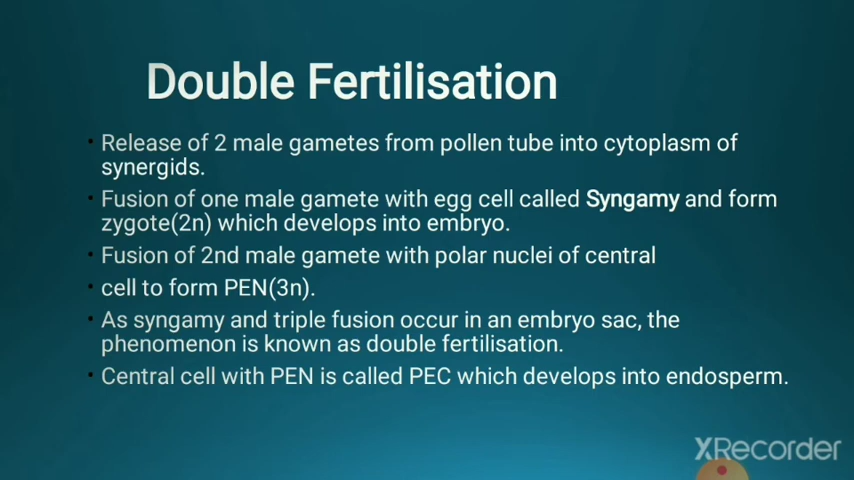 Double Fertilisation
• Release of 2 male gametes from pollen tube into cytoplasm of
synergids.
• Fusion of one male gamete with egg cell called Syngamy and form
zygote(2n) which develops into embryo.
• Fusion of 2nd male gamete with polar nuclei of central
• cell to form PEN(3n).
• As syngamy and triple fusion occur in an embryo sac, the
phenomenon is known as double fertilisation.
• Central cell with PEN is called PEC which develops into endosperm.
XRecorder